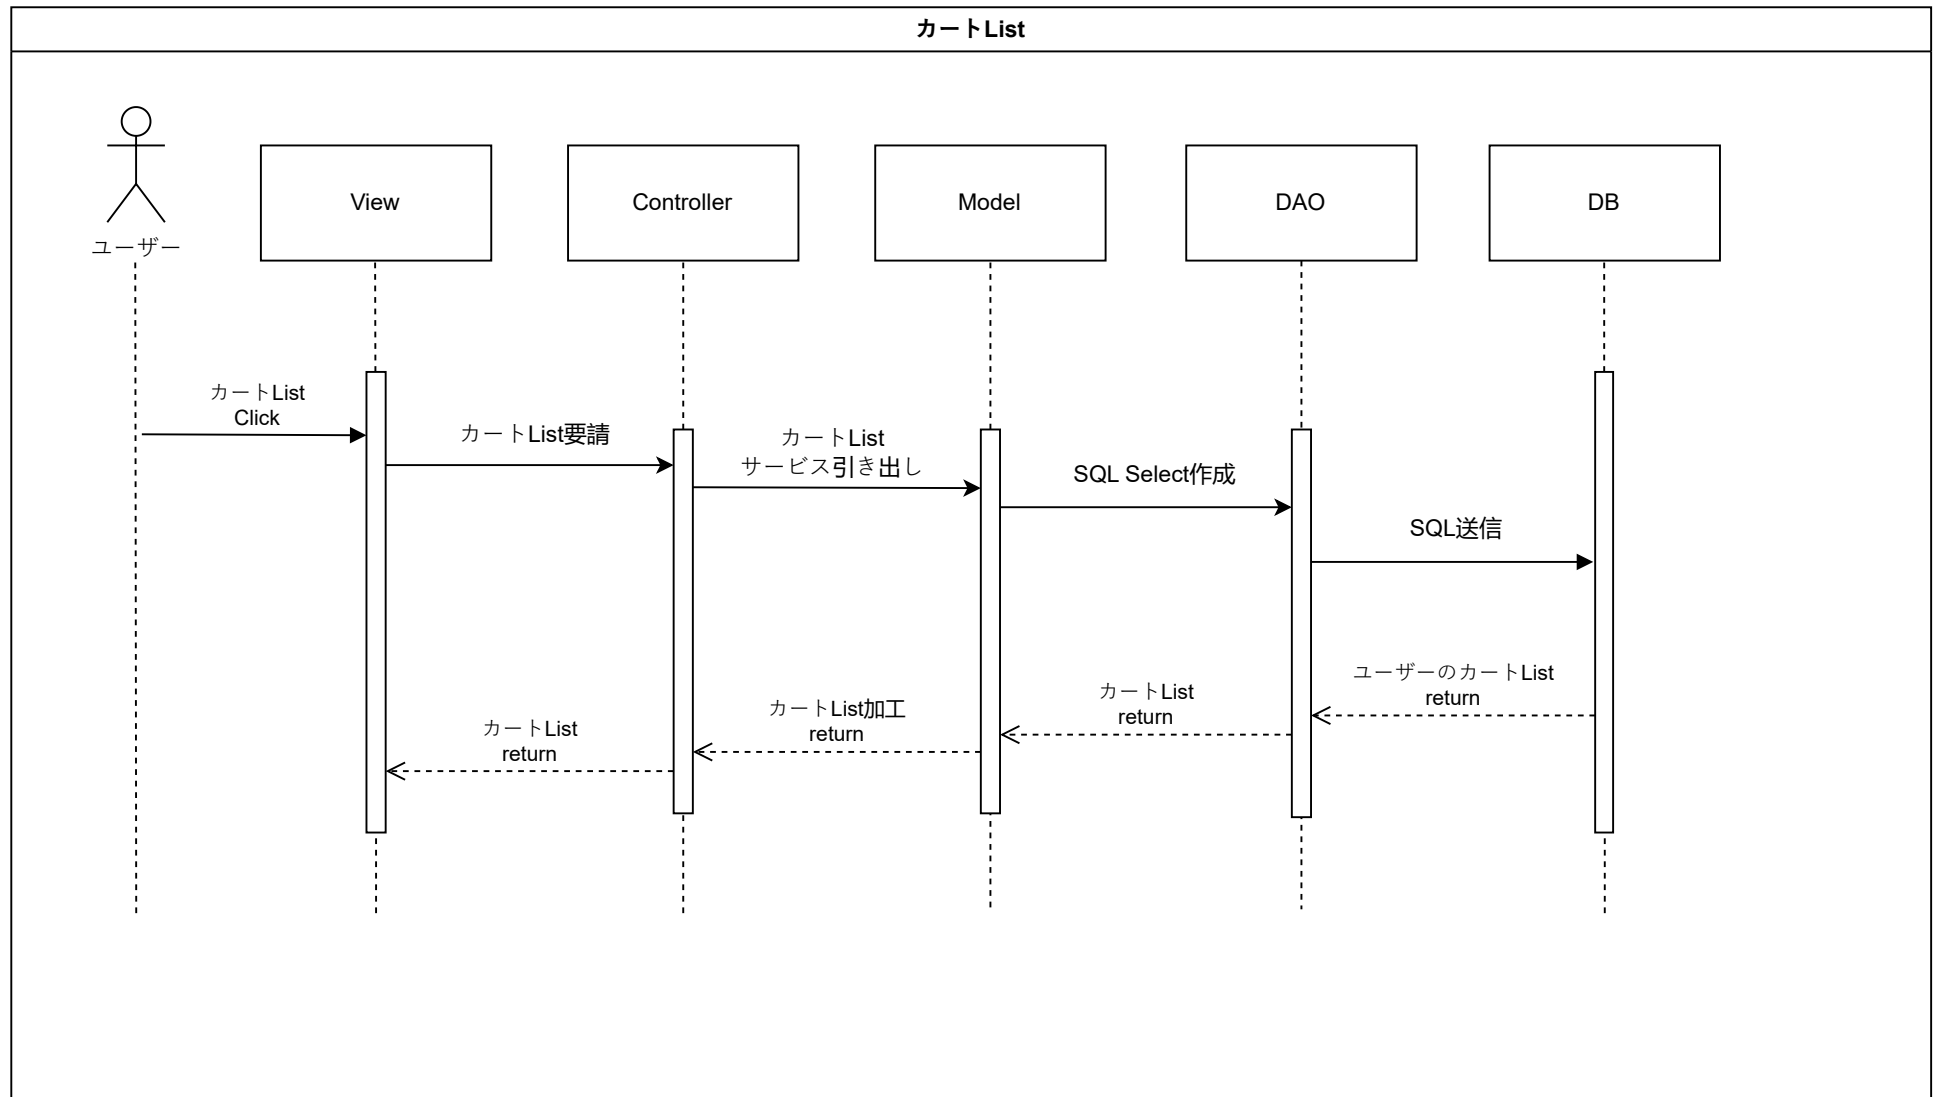 カートList
ユーザー
View
Controller
Model
DAO
DB
カートList
Click
カートList要請
カートList
サービス引き出し
SQL Select作成
SQL送信
ユーザーのカートList
return
カートList
return
カートList加工
return
カートList
return